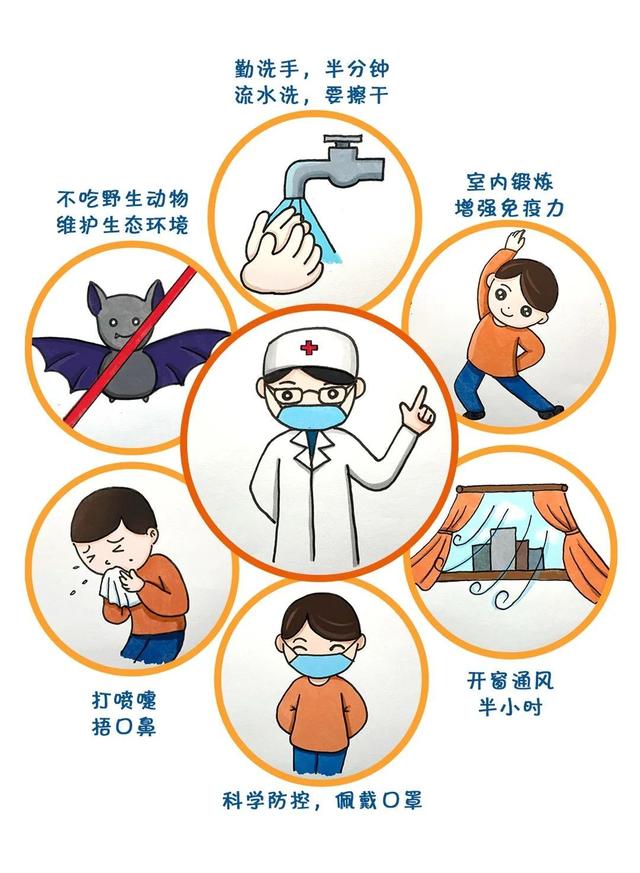 勤洗手，半分钟
流水洗，要擦干
不吃野生动物
维护生态环境
室内锻炼
增强免疫力
打喷嚏
捂口鼻
开窗通风
半小时
科学防控，佩戴口罩